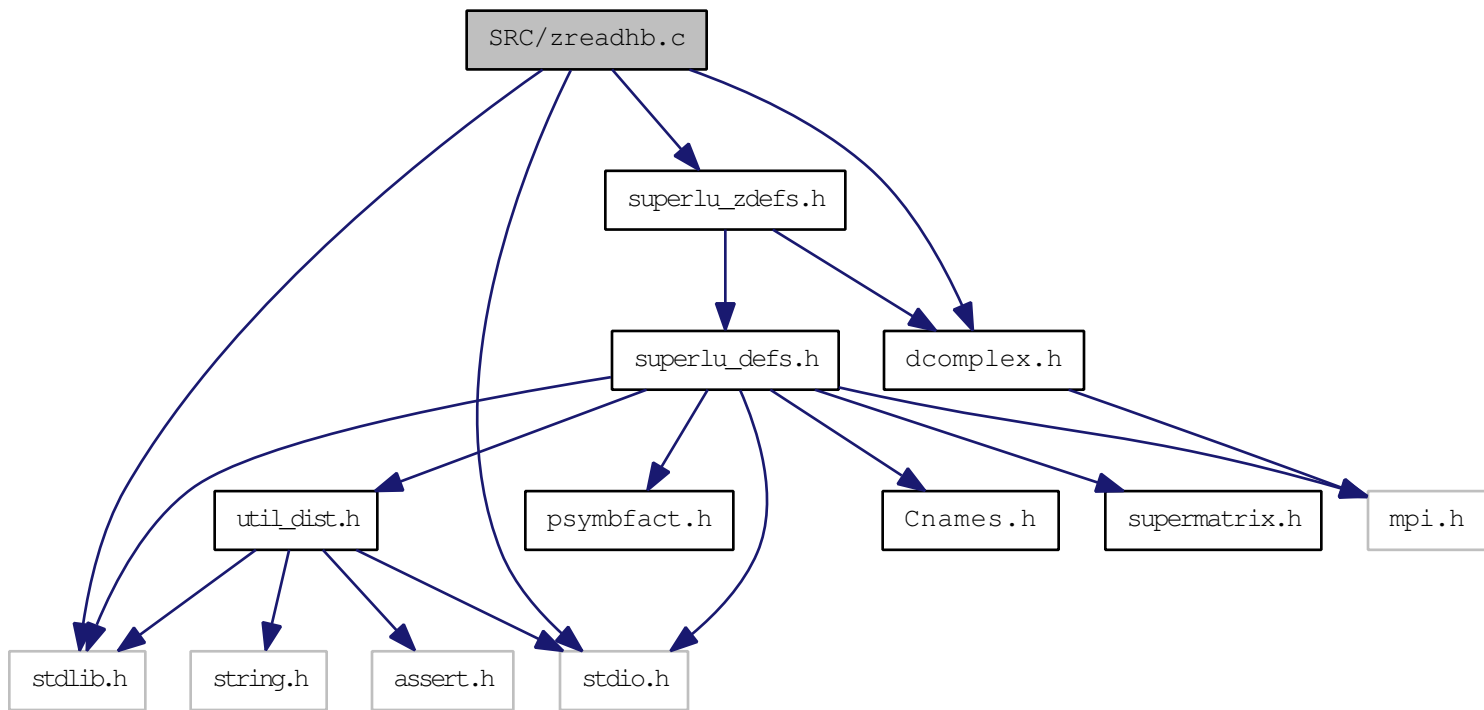 SRC/zreadhb.c
superlu_zdefs.h
superlu_defs.h
dcomplex.h
util_dist.h
psymbfact.h
Cnames.h
supermatrix.h
mpi.h
stdlib.h
string.h
assert.h
stdio.h